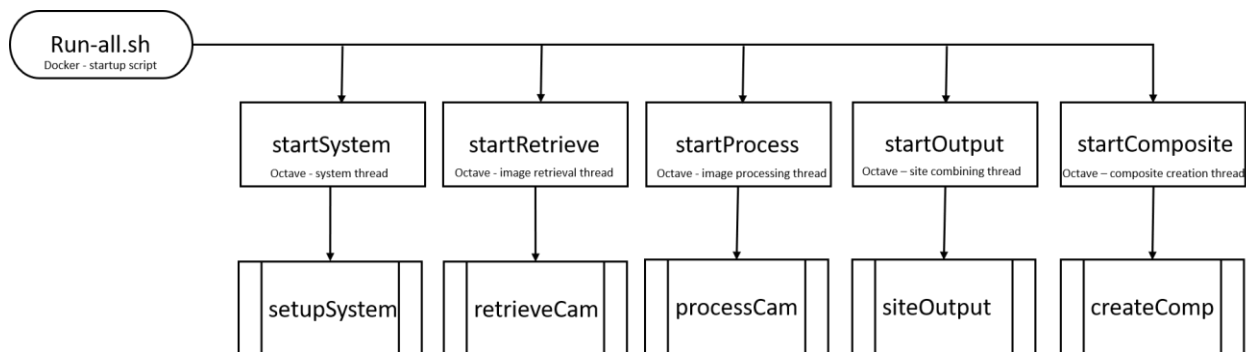 Run-all.sh
Docker - startup script
startSystem
Octave - system thread
startRetrieve
Octave - image retrieval thread
startProcess
Octave - image processing thread
startOutput
Octave – site combining thread
startComposite
Octave – composite creation thread
setupSystem
retrieveCam
processCam
siteOutput
createComp